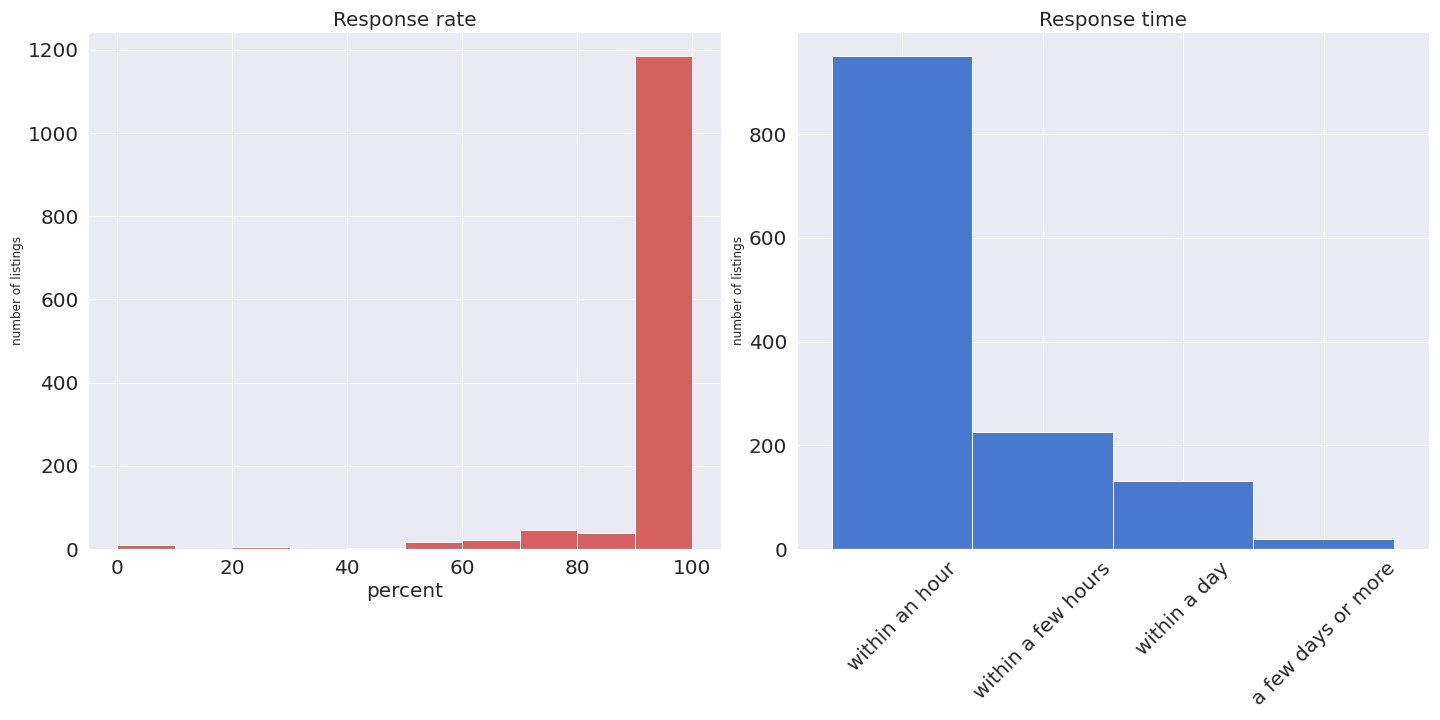 Response rate
1200
1000
800
600
400
200
0
number of listings
0 20 40 60 80 100
percent
Response time
800
600
400
200
0
number of listings
within an hour
within a few hours
within a day
a few days or more